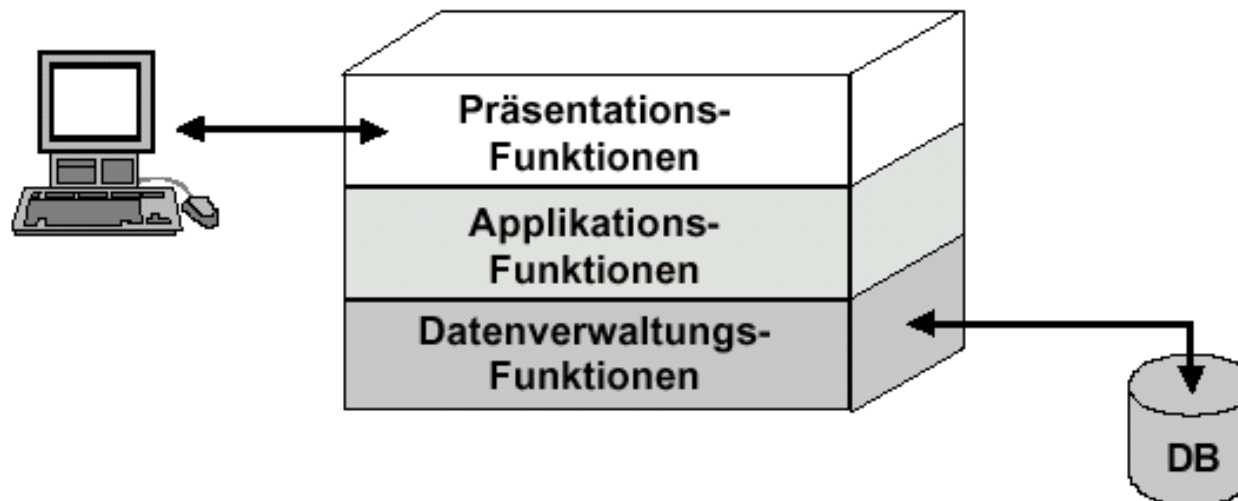 Präsentations-
Funktionen
Applikations-
Funktionen
Datenverwaltungs-
Funktionen
DB